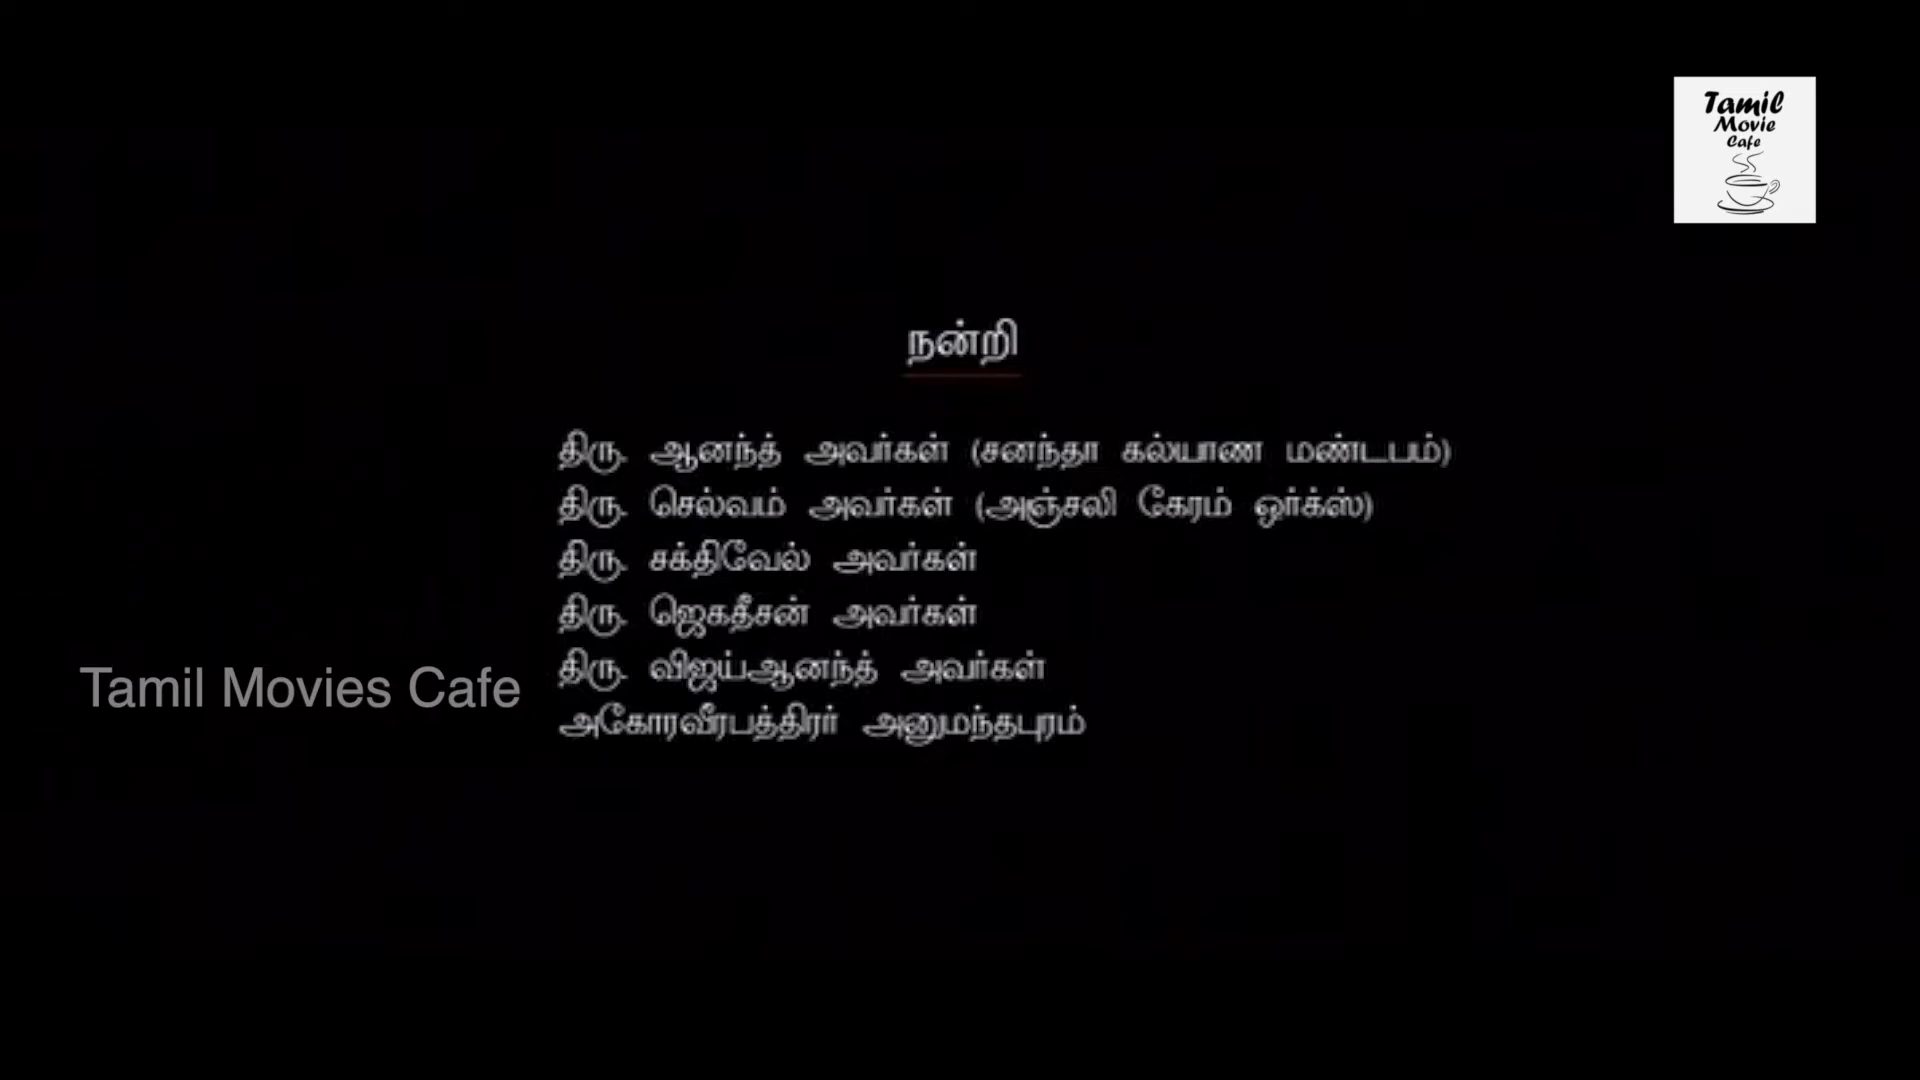 Tamil
Movie
Cafe
நன்றி
திரு. ஆனந்த் அவர்கள் (சனந்தா கல்யாண மண்டபம்)
திரு. செல்வம் அவர்கள் (அஞ்சலி கேரம் ஒர்க்ஸ்)
திரு. சக்திவேல் அவர்கள்
திரு. ஜெகதீசன் அவர்கள்
திரு. விஜய்ஆனந்த் அவர்கள்
அகோரவீரபத்திரர் அனுமந்தபுரம்
Tamil Movies Cafe